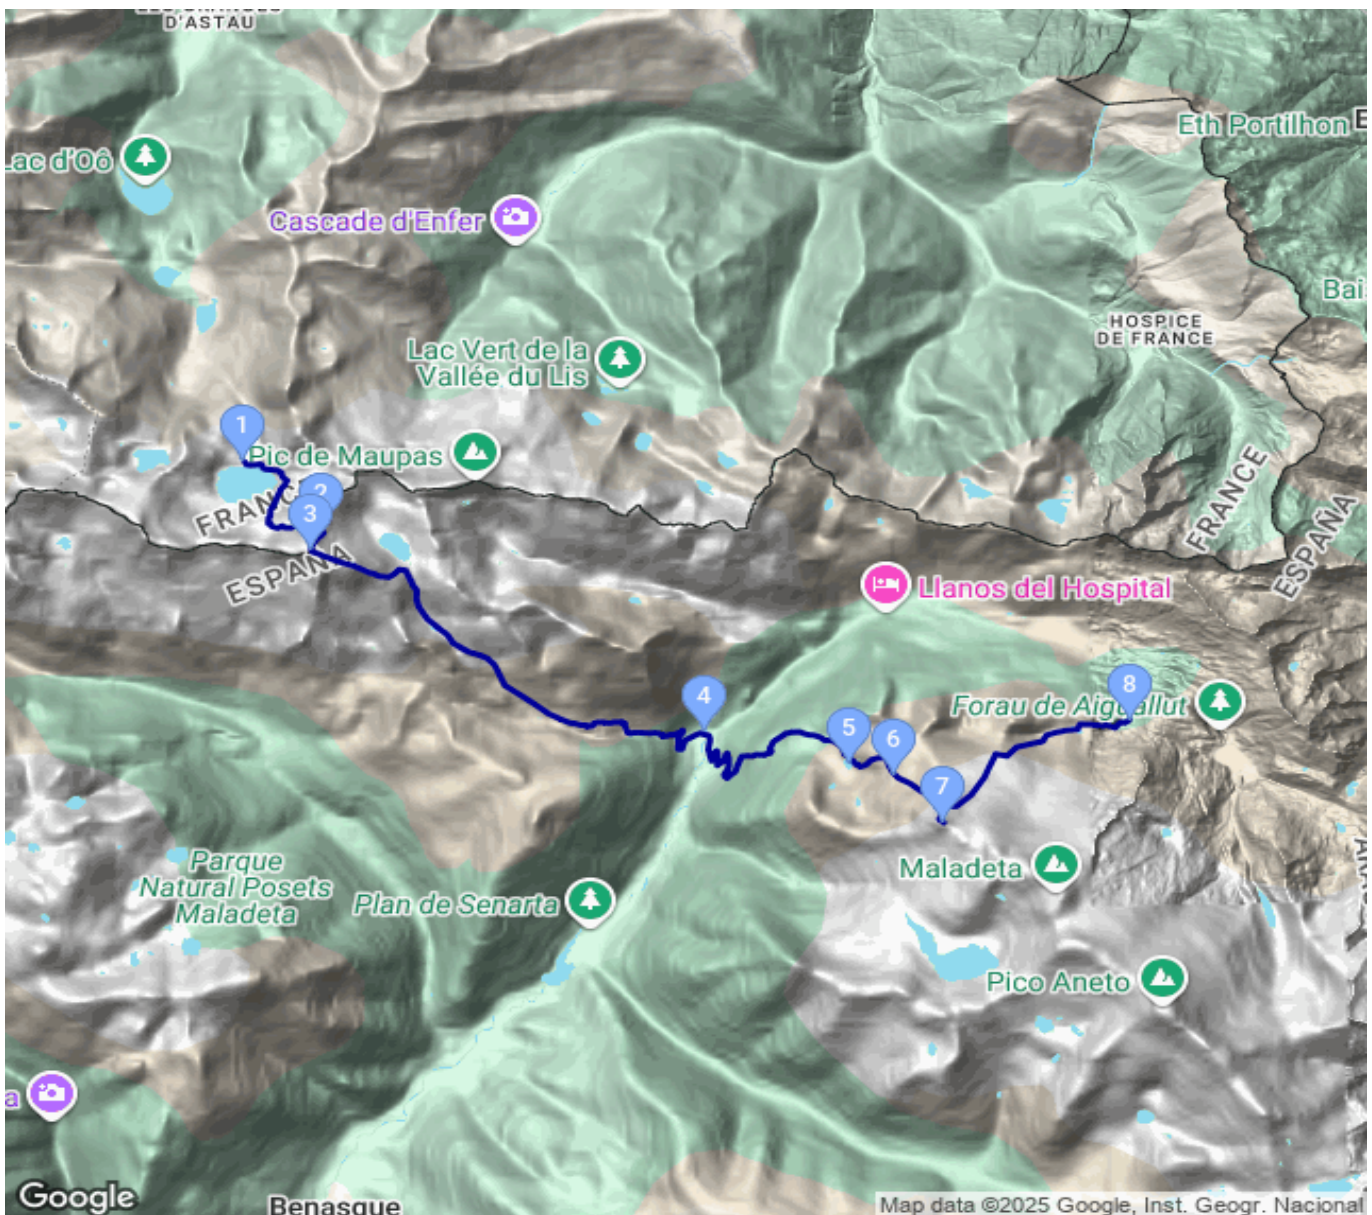 D'ASTAU
Lac d'Oô
Eth Portilhon
Cascade d'Enfer
Bai
HOSPICE
DE FRANCE
Lac Vert de la
Vallée du Lis
1
Pic de Maupas
2
FRANC
3
FRANCE
ESPAÑA
ESPAÑA
Llanos del Hospital
4
8
Forau de Aiguallut
5
6
7
Parque
Natural Posets
Maladeta
Maladeta
Plan de Senarta
Pico Aneto
a
Google
Benasque
Map data ©2025 Google, Inst. Geogr. Nacional